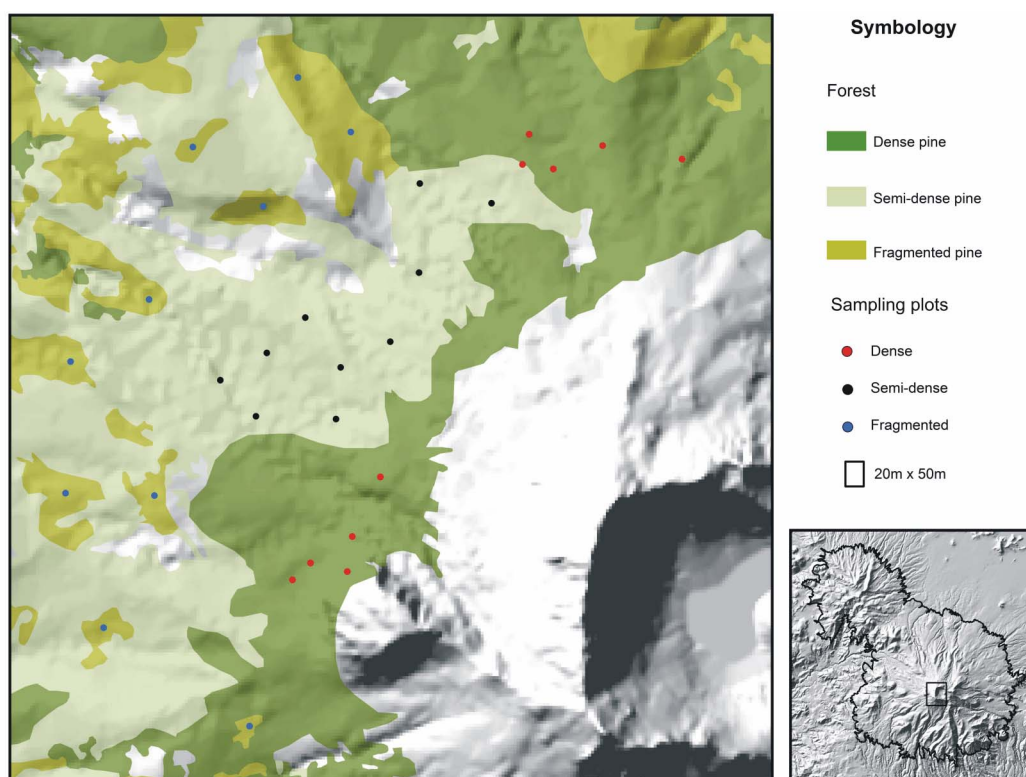 Symbology
Forest
Dense pine
Semi-dense pine
Fragmented pine
Sampling plots
Dense
Semi-dense
Fragmented
20m x 50m